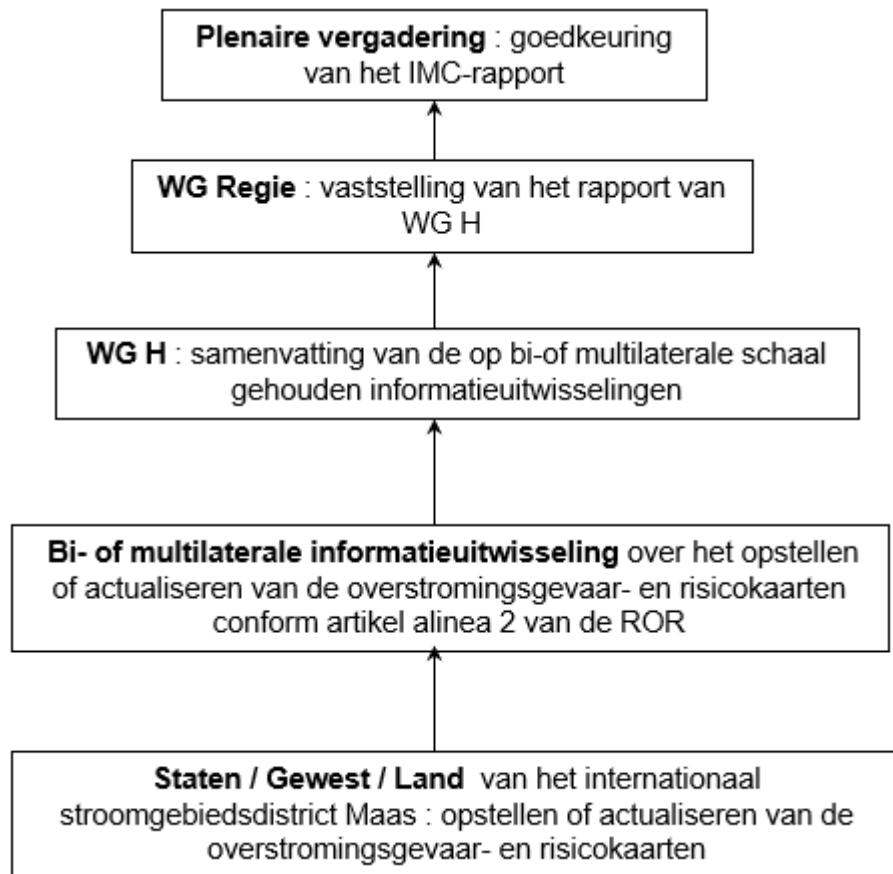 Plenaire vergadering : goedkeuring
van het IMC-rapport
WG Regie : vaststelling van het rapport van
WG H
WG H : samenvatting van de op bi-of multilaterale schaal
gehouden informatieuitwisselingen
Bi- of multilaterale informatieuitwisseling over het opstellen
of actualiseren van de overstromingsgevaar- en risicokaarten
conform artikel alinea 2 van de ROR
Staten / Gewest / Land van het internationaal
stroomgebiedsdistrict Maas : opstellen of actualiseren van de
overstromingsgevaar- en risicokaarten